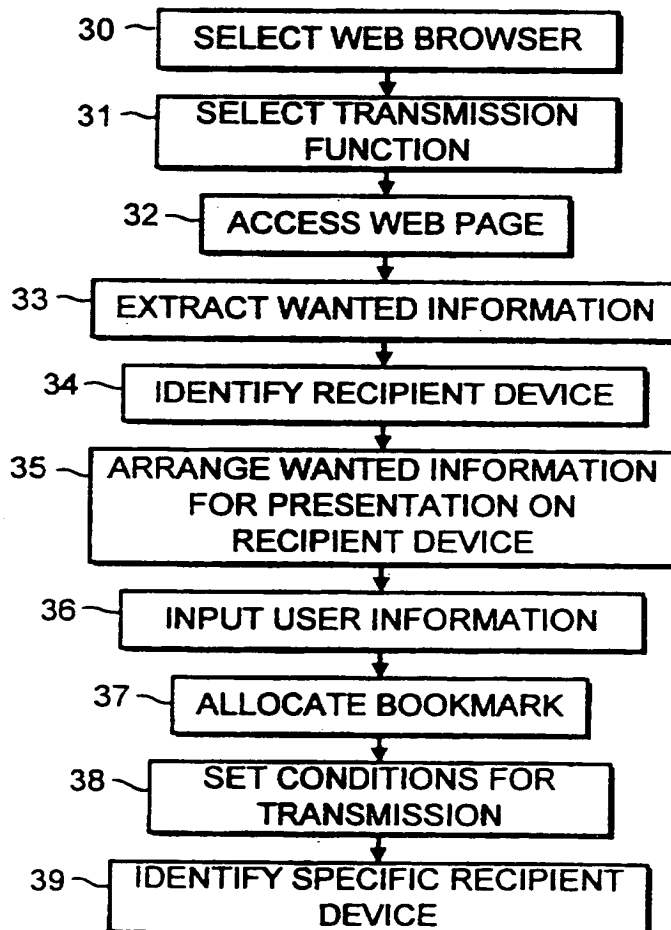 30 SELECT WEB BROWSER
31 SELECT TRANSMISSION
FUNCTION
32 ACCESS WEB PAGE
33 EXTRACT WANTED INFORMATION
34 IDENTIFY RECIPIENT DEVICE
35 ARRANGE WANTED INFORMATION
FOR PRESENTATION ON
RECIPIENT DEVICE
36 INPUT USER INFORMATION
37 ALLOCATE BOOKMARK
38 SET CONDITIONS FOR
TRANSMISSION
39 IDENTIFY SPECIFIC RECIPIENT
DEVICE